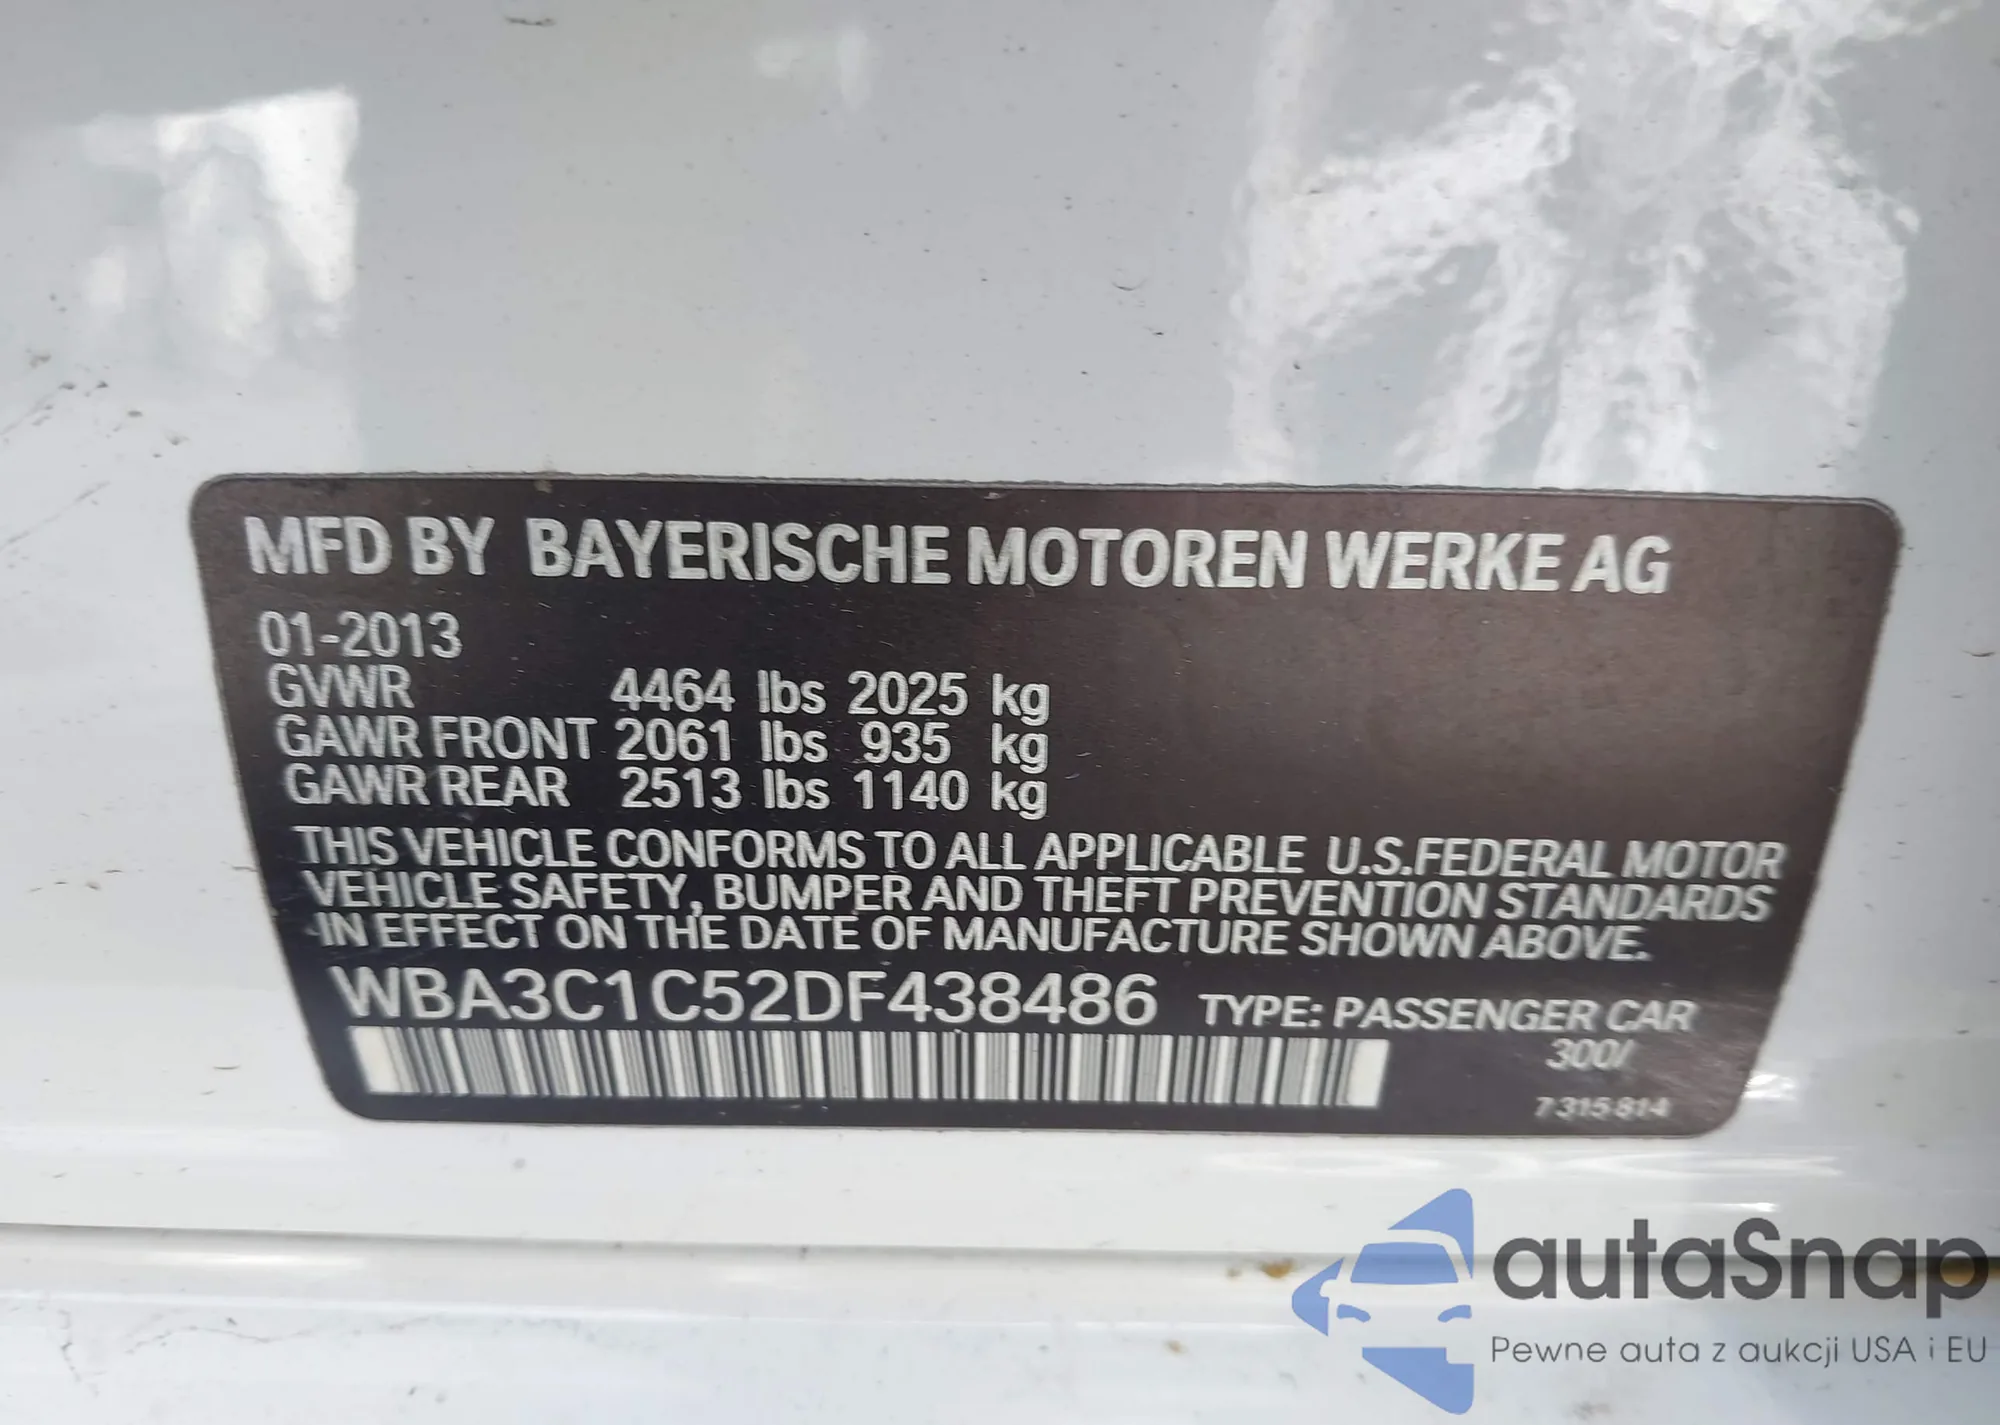 MFD BY BAYERISCHE MOTOREN WERKE AG
01-2013
GVWR 4464 lbs 2025 kg
GAWR FRONT 2061 lbs 935 kg
GAWR REAR 2513 lbs 1140 kg
THIS VEHICLE CONFORMS TO ALL APPLICABLE U.S.FEDERAL MOTOR
VEHICLE SAFETY, BUMPER AND THEFT PREVENTION STANDARDS
IN EFFECT ON THE DATE OF MANUFACTURE SHOWN ABOVE.
WBA3C1C52DF438486 TYPE: PASSENGER CAR
300/
7 315 814
autaSnap
Pewne auta z aukcji USA i EU